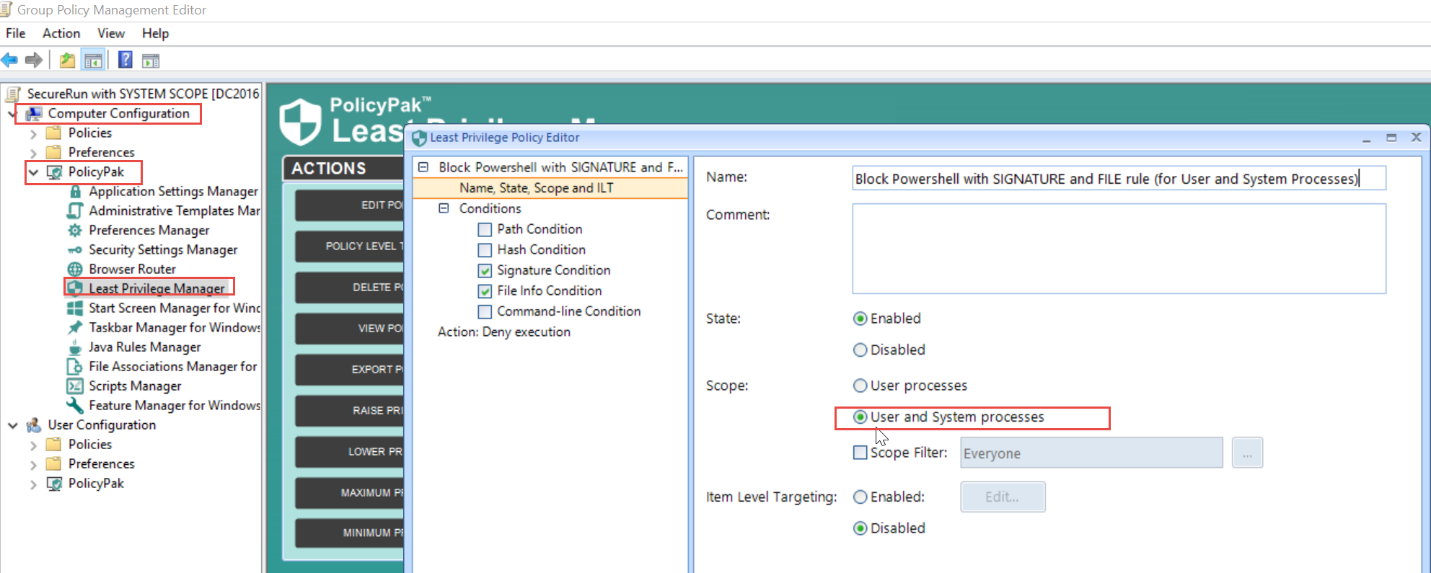 Group Policy Management Editor
File Action View Help
SecureRun with SYSTEM SCOPE [DC2016
Computer Configuration
Policies
Preferences
PolicyPak
Application Settings Manager
Administrative Templates Mar
Preferences Manager
Security Settings Manager
Browser Router
Least Privilege Manager
Start Screen Manager for Winc
Taskbar Manager for Windows
Java Rules Manager
File Associations Manager for
Scripts Manager
Feature Manager for Windows
User Configuration
Policies
Preferences
PolicyPak
PolicyPak™
Least Privilege M
ACTIONS
EDIT PO
POLICY LEVEL T
DELETE PO
VIEW PO
EXPORT P
RAISE PRI
LOWER PR
MAXIMUM P
MINIMUM P
Least Privilege Policy Editor
Block Powershell with SIGNATURE and F...
Name, State, Scope and ILT
Conditions
Path Condition
Hash Condition
Signature Condition
File Info Condition
Command-line Condition
Action: Deny execution
Name: Block Powershell with SIGNATURE and FILE rule (for User and System Processes)
Comment:
State: Enabled
Disabled
Scope: User processes
User and System processes
Scope Filter: Everyone ...
Item Level Targeting: Enabled: Edit...
Disabled